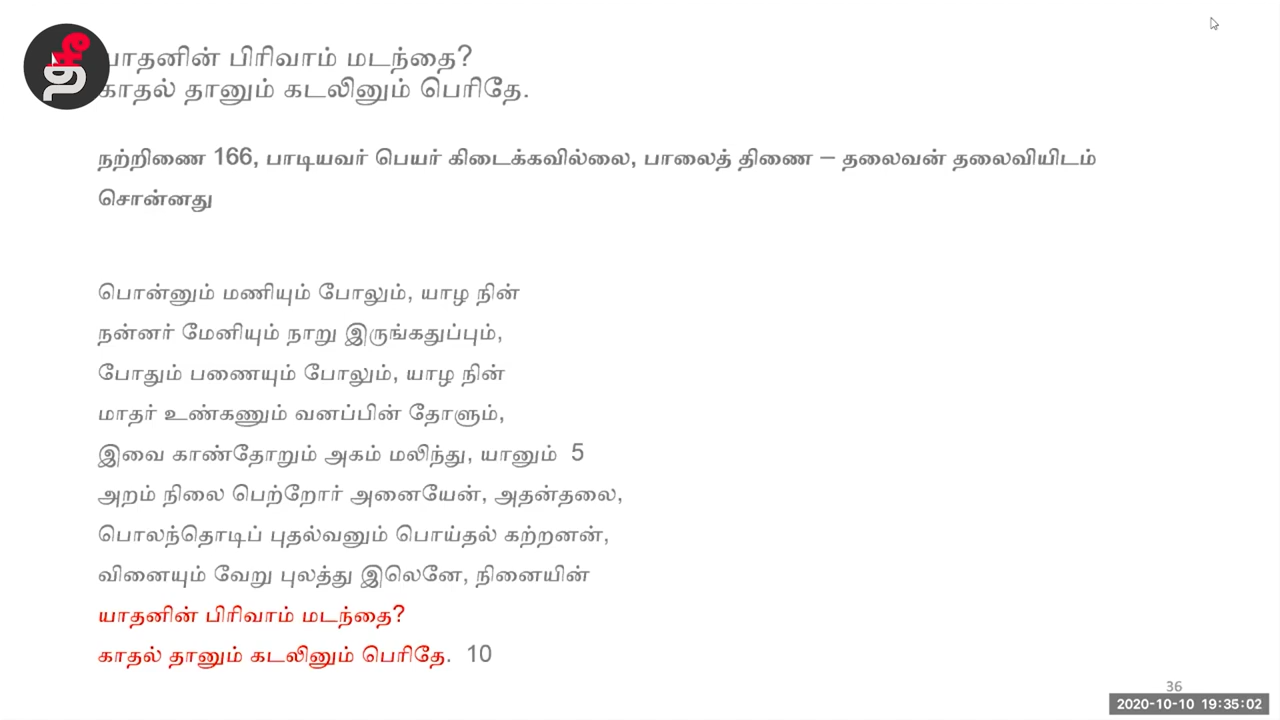 யாதனின் பிரிவாம் மடந்தை?
காதல் தானும் கடலினும் பெரிதே.
நற்றிணை 166, பாடியவர் பெயர் கிடைக்கவில்லை, பாலைத் திணை – தலைவன் தலைவியிடம்
சொன்னது
பொன்னும் மணியும் போலும், யாழ நின்
நன்னர் மேனியும் நாறு இருங்கதுப்பும்,
போதும் பணையும் போலும், யாழ நின்
மாதர் உண்கணும் வனப்பின் தோளும்,
இவை காண்தோறும் அகம் மலிந்து, யானும் 5
அறம் நிலை பெற்றோர் அனையேன், அதன்தலை,
பொலந்தொடிப் புதல்வனும் பொய்தல் கற்றனன்,
வினையும் வேறு புலத்து இலெனே, நினையின்
யாதனின் பிரிவாம் மடந்தை?
காதல் தானும் கடலினும் பெரிதே. 10
36
2020-10-10 19:35:02